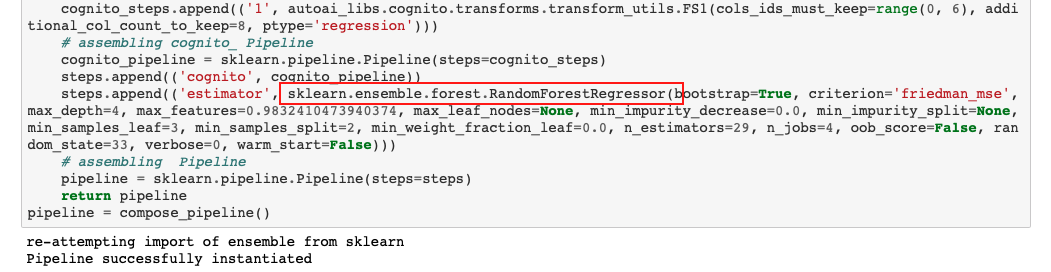 cognito_steps.append(('1', autoai_libs.cognito.transforms.transform_utils.FS1(cols_ids_must_keep=range(0, 6), addi
tional_col_count_to_keep=8, ptype='regression')))
# assembling cognito_ Pipeline
cognito_pipeline = sklearn.pipeline.Pipeline(steps=cognito_steps)
steps.append(('cognito', cognito_pipeline))
steps.append(('estimator', sklearn.ensemble.forest.RandomForestRegressor(bootstrap=True, criterion='friedman_mse',
max_depth=4, max_features=0.9832410473940374, max_leaf_nodes=None, min_impurity_decrease=0.0, min_impurity_split=None,
min_samples_leaf=3, min_samples_split=2, min_weight_fraction_leaf=0.0, n_estimators=29, n_jobs=4, oob_score=False, ran
dom_state=33, verbose=0, warm_start=False)))
# assembling  Pipeline
pipeline = sklearn.pipeline.Pipeline(steps=steps)
return pipeline
pipeline = compose_pipeline()
re-attempting import of ensemble from sklearn
Pipeline successfully instantiated